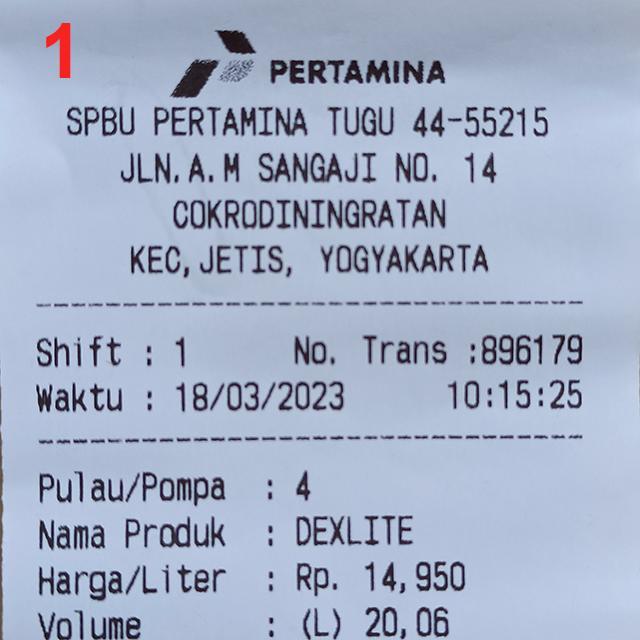 1
PERTAMINA
SPBU PERTAMINA TUGU 44-55215
JLN.A.M SANGAJI NO. 14
COKRODININGRATAN
KEC,JETIS, YOGYAKARTA
Shift : 1 No. Trans :896179
Waktu : 18/03/2023 10:15:25
Pulau/Pompa : 4
Nama Produk : DEXLITE
Harga/Liter : Rp. 14,950
Volume : (L) 20,06